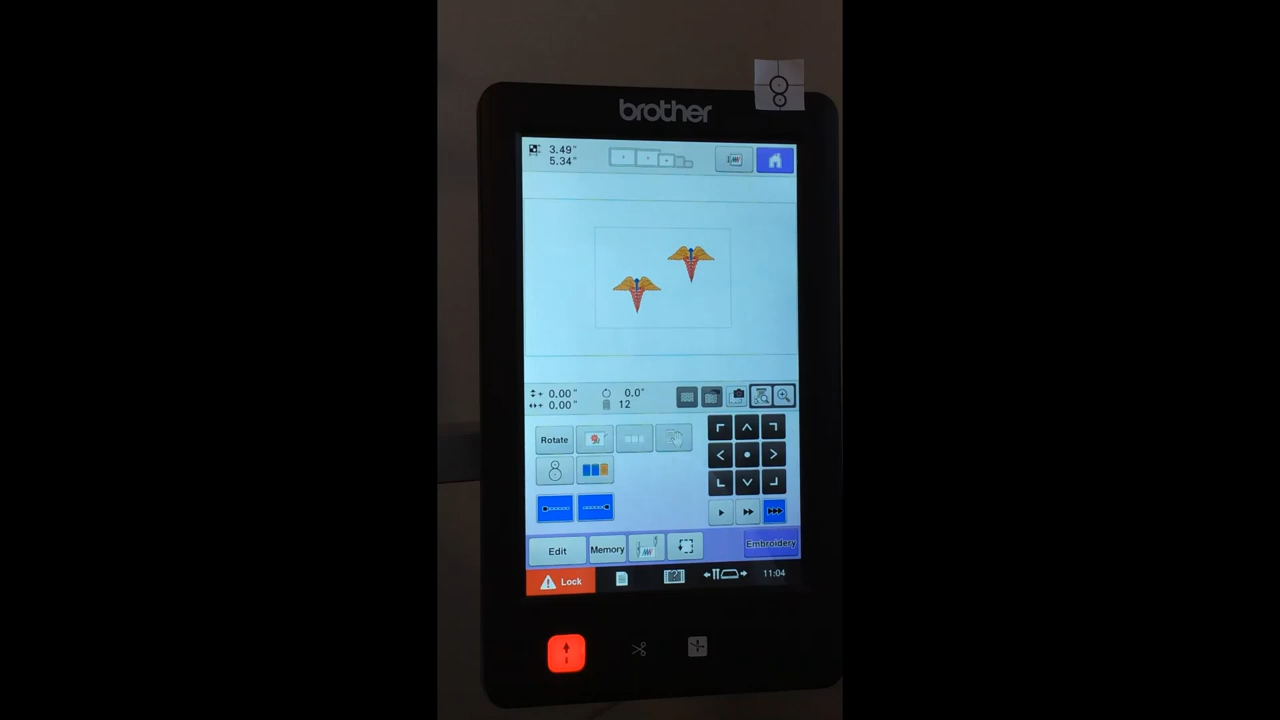 brother
3.49"
5.34"
0.00" 0.0°
0.00" 12
Rotate
Edit Memory Embroidery
Lock ? 11:04